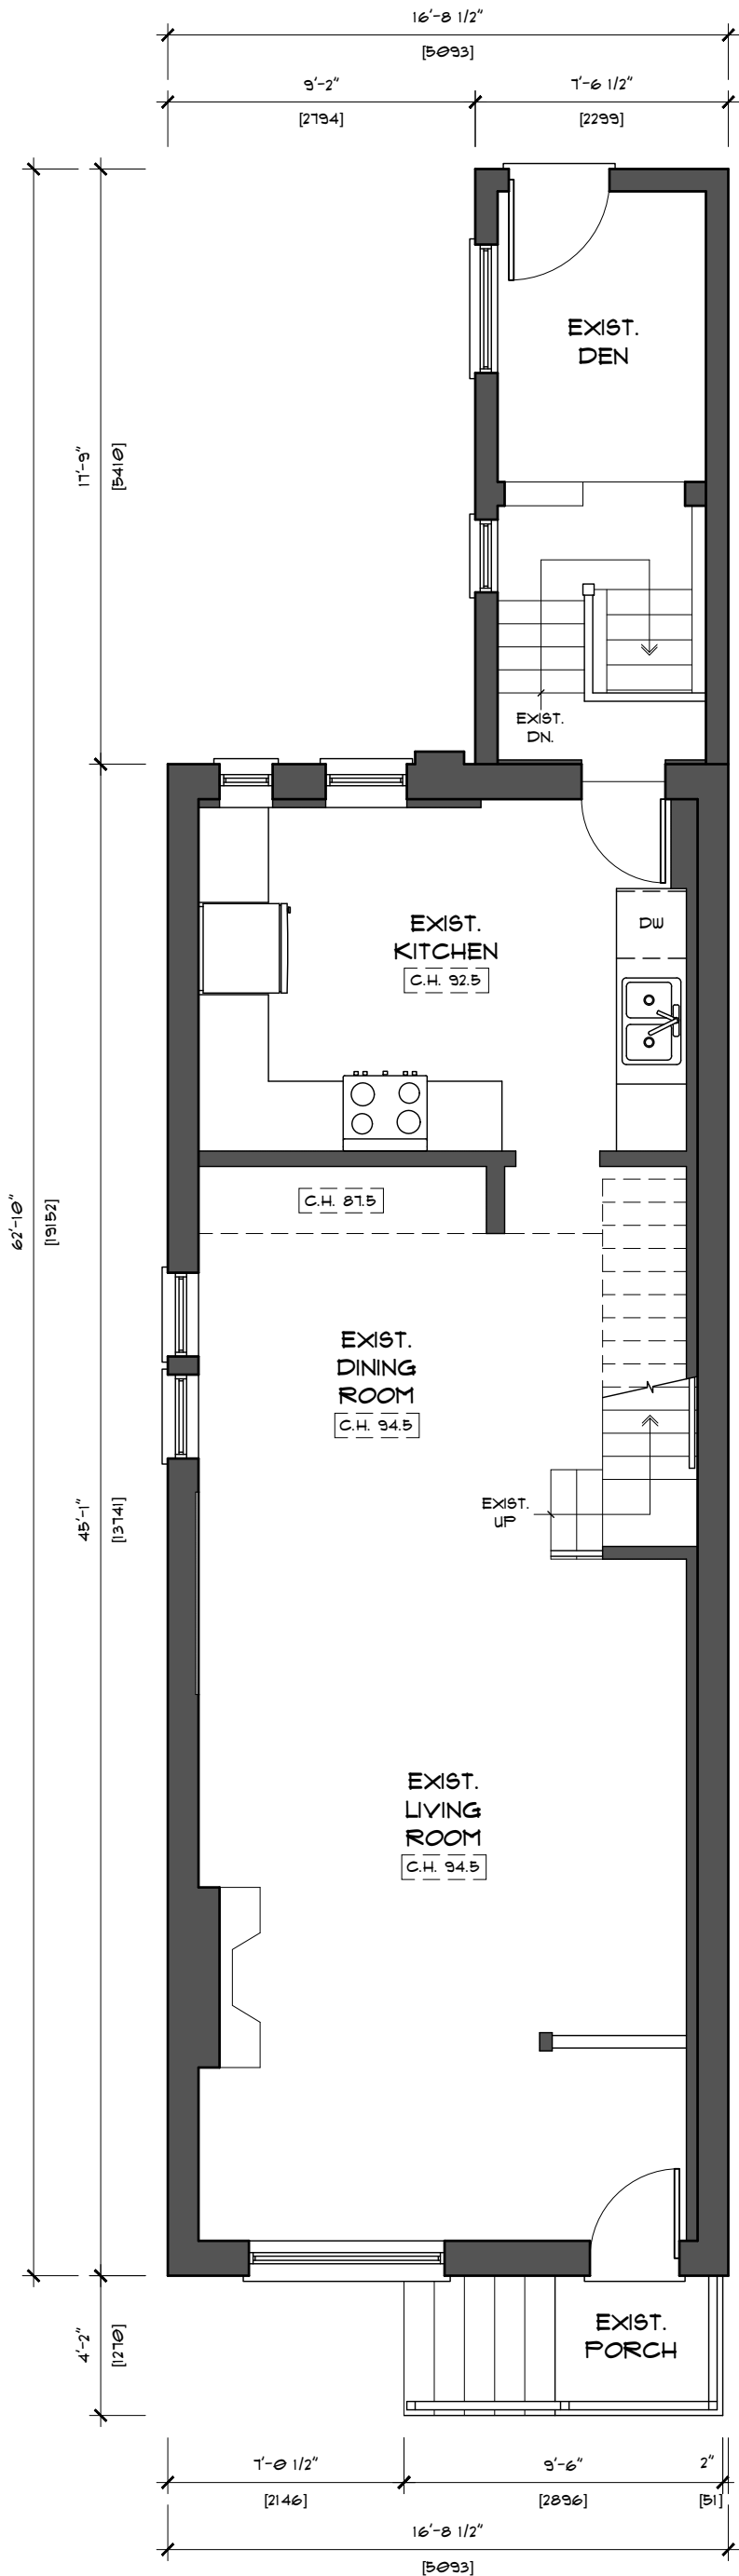 16'-8 1/2"
[5093]
9'-2"
7'-6 1/2"
[2794]
[2299]
EXIST.
DEN
17'-9"
[5410]
EXIST.
DN.
EXIST.
KITCHEN
C.H. 92.5
DW
C.H. 87.5
62'-10"
[19152]
EXIST.
DINING
ROOM
C.H. 94.5
EXIST.
UP
45'-1"
[13741]
EXIST.
LIVING
ROOM
C.H. 94.5
EXIST.
PORCH
4'-2"
[1270]
7'-0 1/2"
9'-6"
2"
[2146]
[2896]
[51]
16'-8 1/2"
[5093]